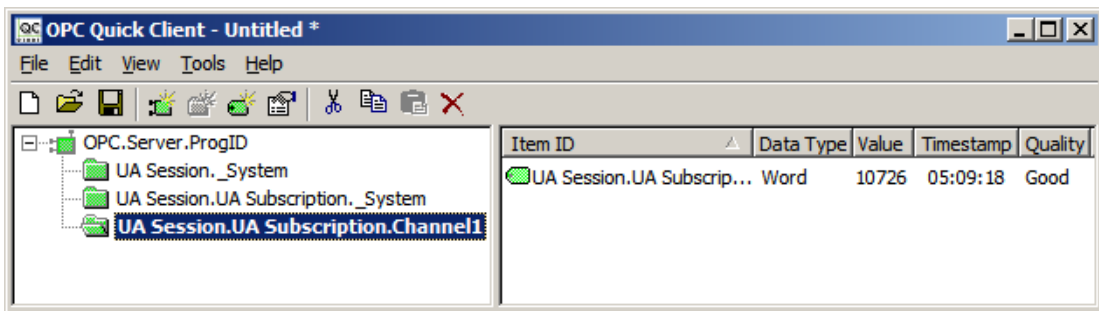 OPC Quick Client - Untitled *
File Edit View Tools Help
OPC.Server.ProgID
UA Session._System
UA Session.UA Subscription._System
UA Session.UA Subscription.Channel1
Item ID Data Type Value Timestamp Quality
UA Session.UA Subscrip... Word 10726 05:09:18 Good